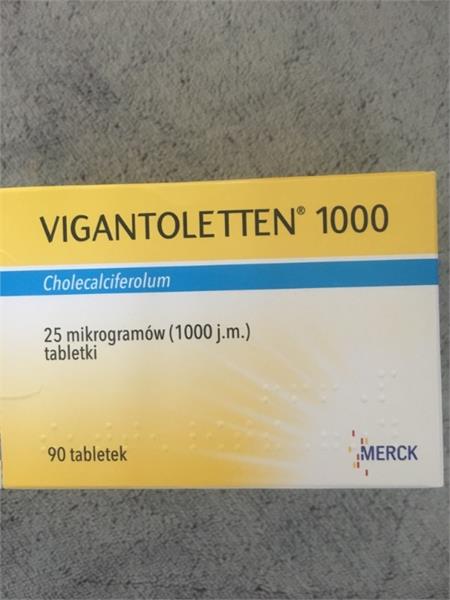 VIGANTOLETTEN® 1000
Cholecalciferolum
25 mikrogramów (1000 j.m.)
tabletki
90 tabletek
MERCK